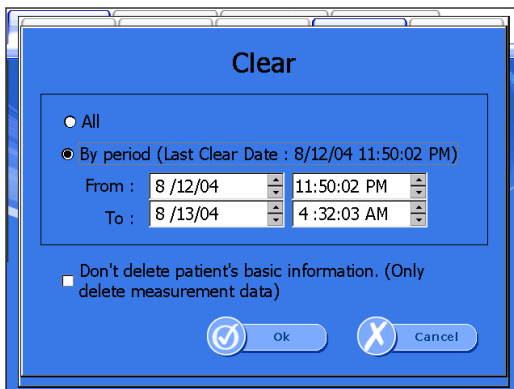 Clear
All
By period (Last Clear Date : 8/12/04 11:50:02 PM)
From : 8 /12/04 11:50:02 PM
To : 8 /13/04 4 :32:03 AM
Don't delete patient's basic information. (Only
delete measurement data)
Ok Cancel